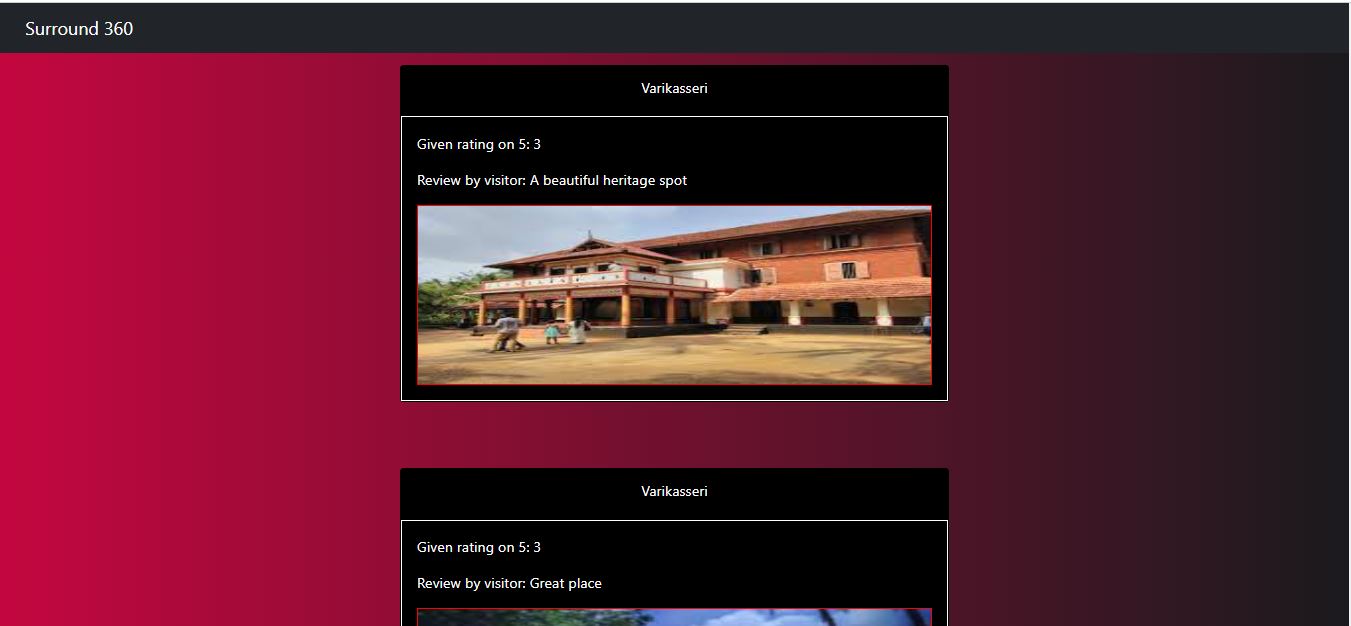 Surround 360
Varikasseri
Given rating on 5: 3
Review by visitor: A beautiful heritage spot
Varikasseri
Given rating on 5: 3
Review by visitor: Great place